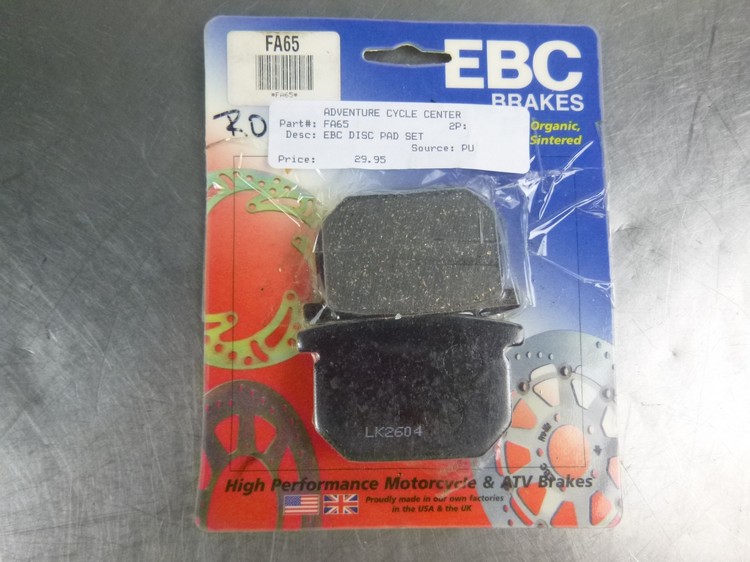 FA65
*FA65*
EBC
BRAKES
Organic,
Sintered
R.O
ADVENTURE CYCLE CENTER
Part#: FA65 2P:
Desc: EBC DISC PAD SET
Source: PU
Price: 29.95
LK2604
High Performance Motorcycle & ATV Brakes
Proudly made in our own factories
in the USA & the UK